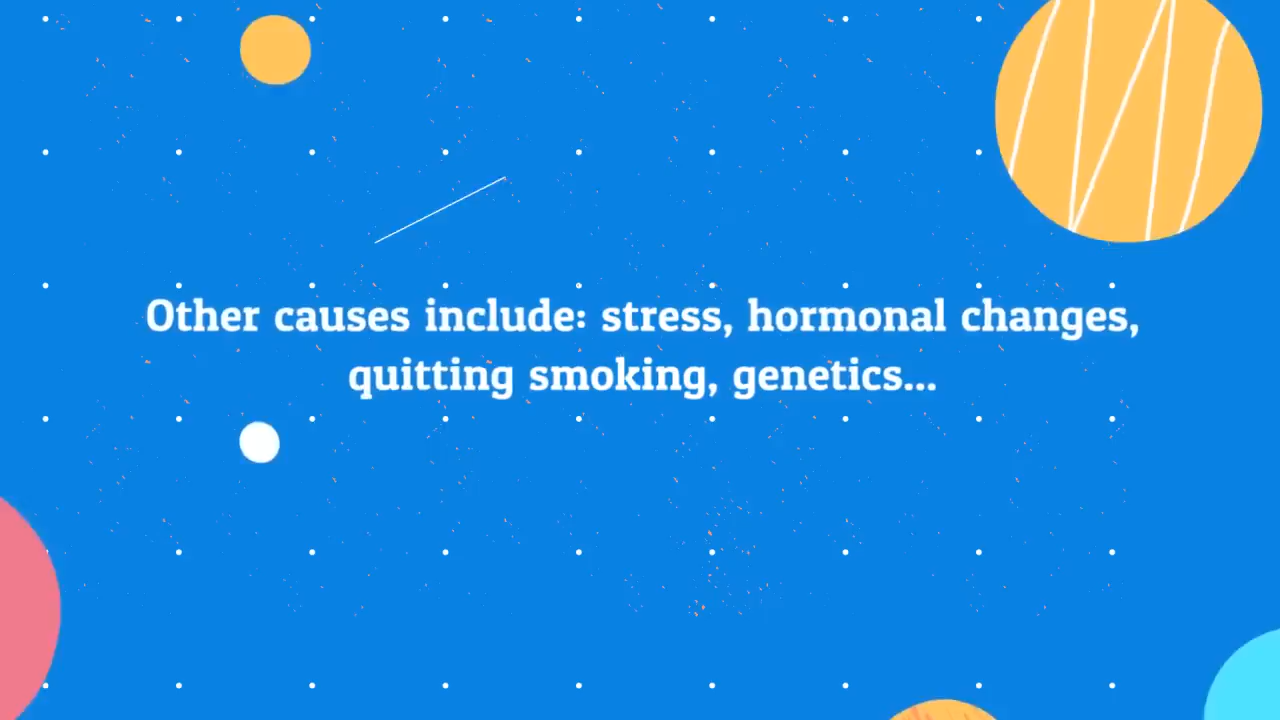 Other causes include: stress, hormonal changes,
quitting smoking, genetics...